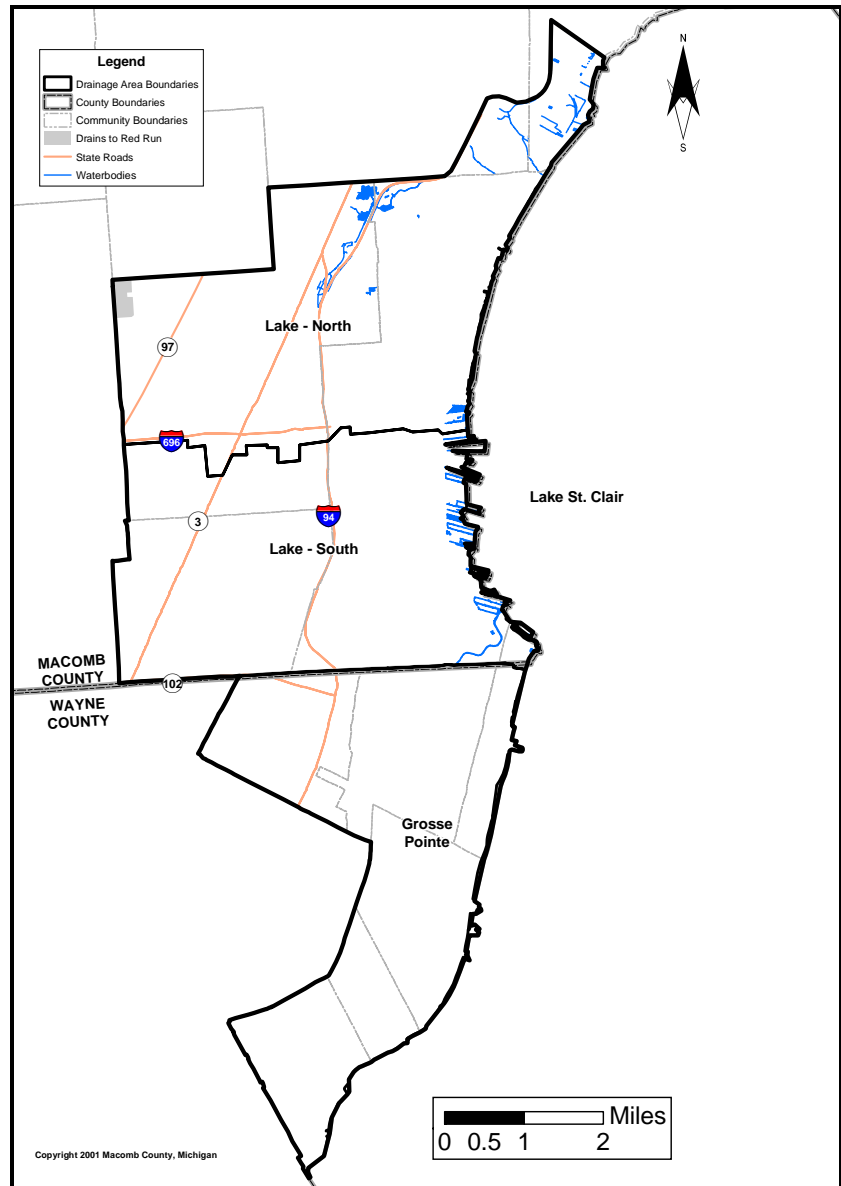 Legend
Drainage Area Boundaries
County Boundaries
Community Boundaries
Drains to Red Run
State Roads
Waterbodies
N
S
Lake - North
97
696
Lake St. Clair
3
94
Lake - South
MACOMB
COUNTY
102
WAYNE
COUNTY
Grosse
Pointe
Miles
0 0.5 1 2
Copyright 2001 Macomb County, Michigan